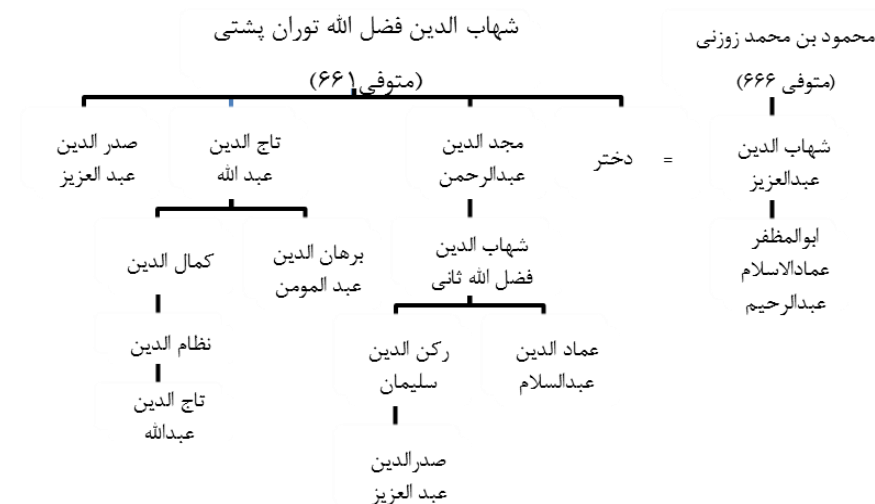 محمود بن محمد زوزنی
(متوفی ۶۶۶)
شهاب الدین فضل الله توران پشتی
(متوفی۶۶۱)
شهاب الدین
عبدالعزیز
=
دختر
مجد الدین
عبدالرحمن
تاج الدین
عبد الله
صدر الدین
عبد العزیز
ابوالمظفر
عمادالاسلام
عبدالرحیم
شهاب الدین
فضل الله ثانی
برهان الدین
عبد المومن
کمال الدین
عماد الدین
عبدالسلام
رکن الدین
سلیمان
نظام الدین
تاج الدین
عبدالله
صدرالدین
عبد العزیز